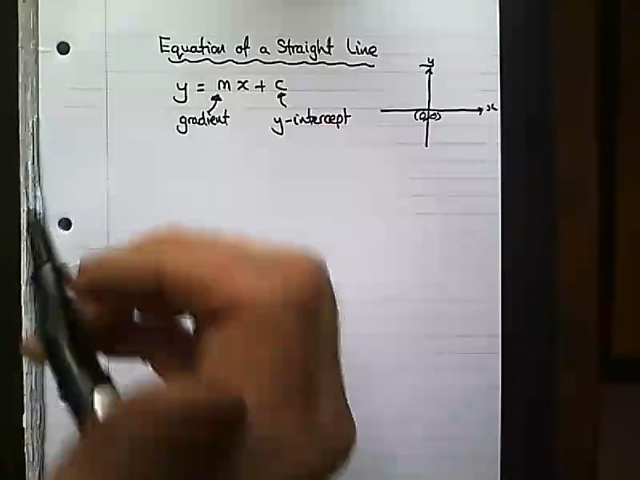 Equation of a Straight Line
y = mx + c
gradient y-intercept
y
x
(0,0)